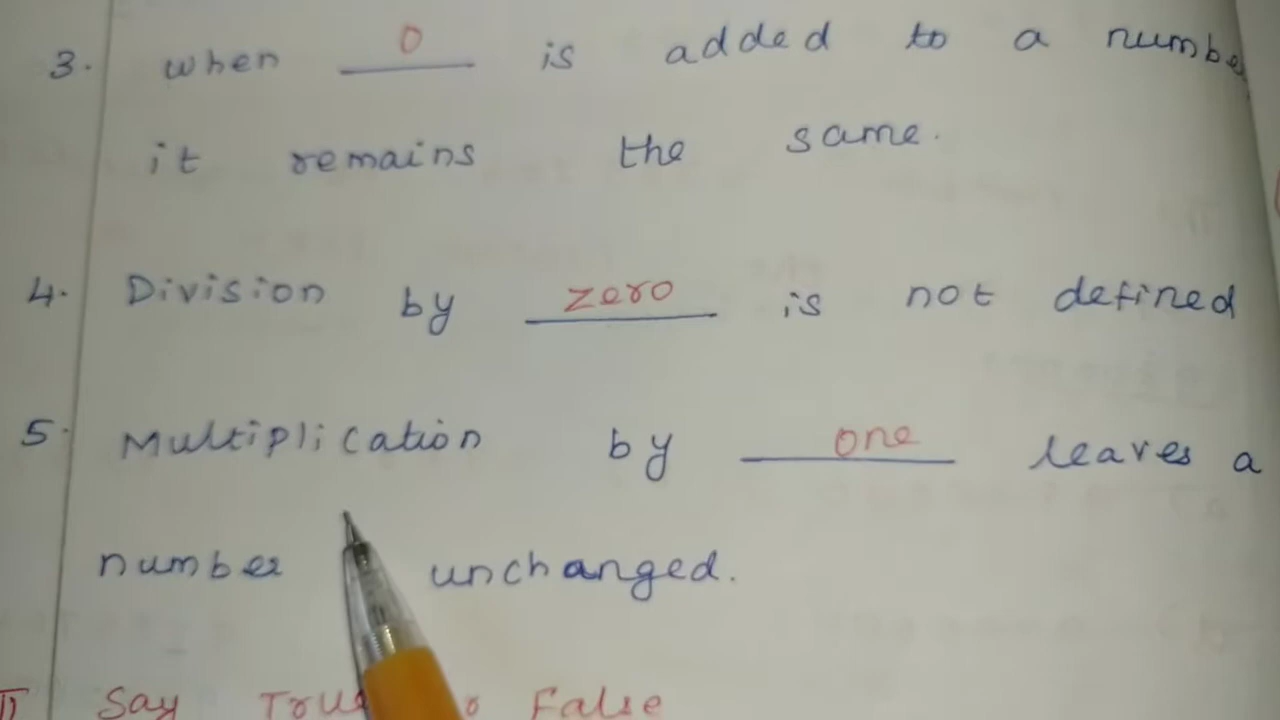 3. when 0 is added to a numbe
it remains the same.
4. Division by zero is not defined
5. Multiplication by one leaves a
number unchanged.
II Say False